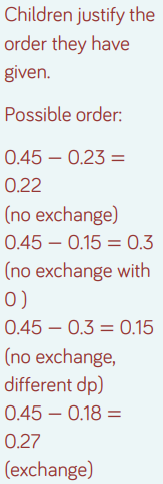 Children justify the
order they have
given.
Possible order:
0.45 – 0.23 =
0.22
(no exchange)
0.45 – 0.15 = 0.3
(no exchange with
0 )
0.45 – 0.3 = 0.15
(no exchange,
different dp)
0.45 – 0.18 =
0.27
(exchange)